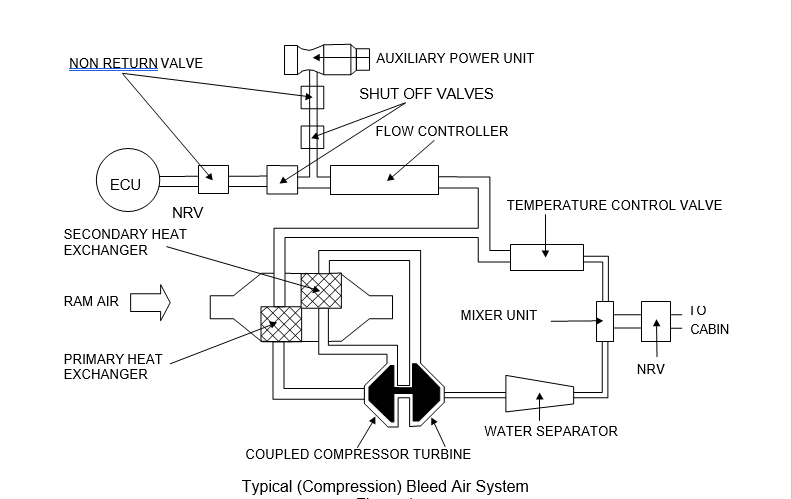 AUXILIARY POWER UNIT
NON RETURN VALVE
SHUT OFF VALVES
FLOW CONTROLLER
ECU
NRV
TEMPERATURE CONTROL VALVE
SECONDARY HEAT
EXCHANGER
RAM AIR
MIXER UNIT
TO
CABIN
PRIMARY HEAT
EXCHANGER
NRV
WATER SEPARATOR
COUPLED COMPRESSOR TURBINE
Typical (Compression) Bleed Air System